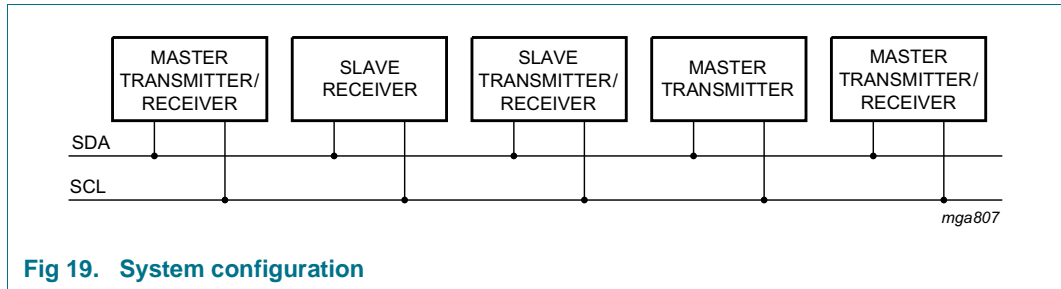 MASTER
TRANSMITTER/
RECEIVER
SLAVE
RECEIVER
SLAVE
TRANSMITTER/
RECEIVER
MASTER
TRANSMITTER
MASTER
TRANSMITTER/
RECEIVER
SDA
SCL
mga807
Fig 19. System configuration